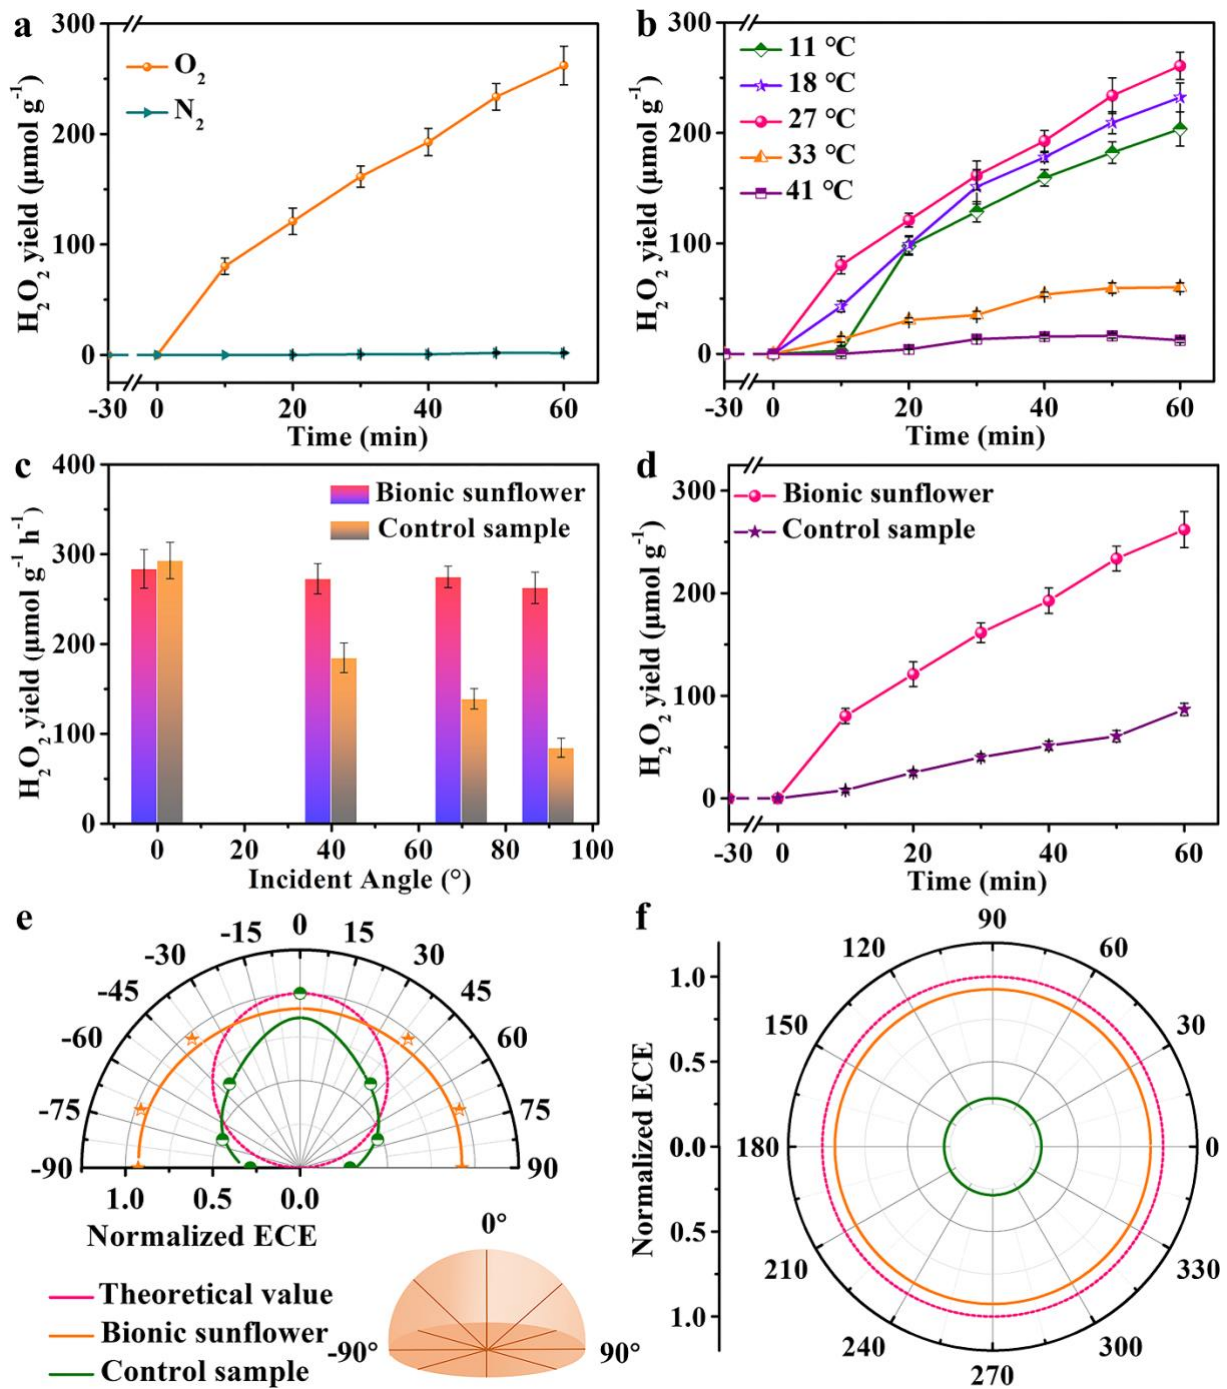 a
300
200
100
0
H₂O₂ yield (μmol g⁻¹)
O₂
N₂
-30 0 20 40 60
Time (min)
b
300
200
100
0
H₂O₂ yield (μmol g⁻¹)
11 °C
18 °C
27 °C
33 °C
41 °C
-30 0 20 40 60
Time (min)
c
400
300
200
100
0
H₂O₂ yield (μmol g⁻¹ h⁻¹)
Bionic sunflower
Control sample
0 20 40 60 80 100
Incident Angle (°)
d
300
200
100
0
H₂O₂ yield (μmol g⁻¹)
Bionic sunflower
Control sample
-30 0 20 40 60
Time (min)
e
0
-15 15
-30 30
-45 45
-60 60
-75 75
-90 90
1.0 0.5 0.0
Normalized ECE
Theoretical value
Bionic sunflower
Control sample
0°
-90° 90°
f
1.0
0.5
0.0
0.5
1.0
Normalized ECE
90
120 60
150 30
180 0
210 330
240 300
270